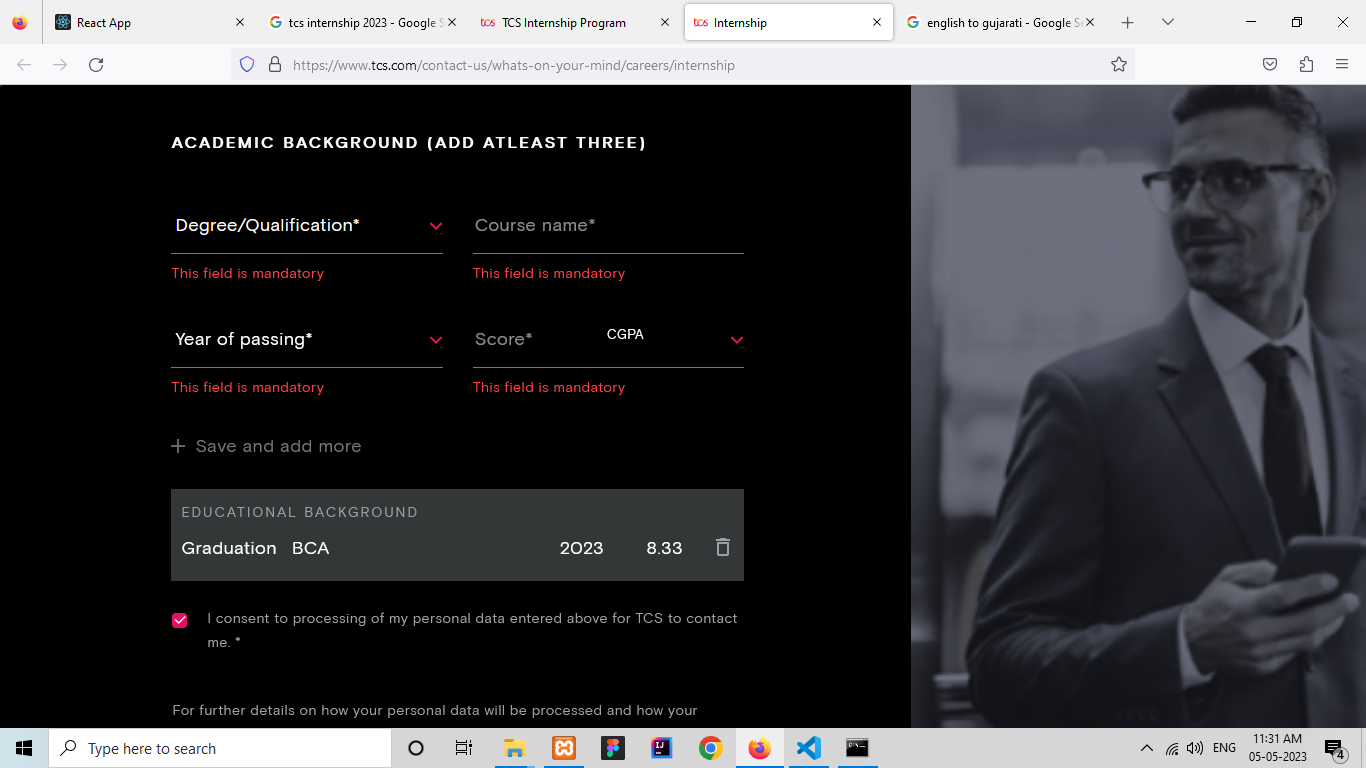 React App
tcs internship 2023 - Google S
tcs TCS Internship Program
tcs Internship
english to gujarati - Google Se
https://www.tcs.com/contact-us/whats-on-your-mind/careers/internship
ACADEMIC BACKGROUND (ADD ATLEAST THREE)
Degree/Qualification* Course name*
This field is mandatory This field is mandatory
Year of passing* Score* CGPA
This field is mandatory This field is mandatory
+ Save and add more
EDUCATIONAL BACKGROUND
Graduation BCA 2023 8.33
I consent to processing of my personal data entered above for TCS to contact
me. *
For further details on how your personal data will be processed and how your
Type here to search
ENG
11:31 AM
05-05-2023
4